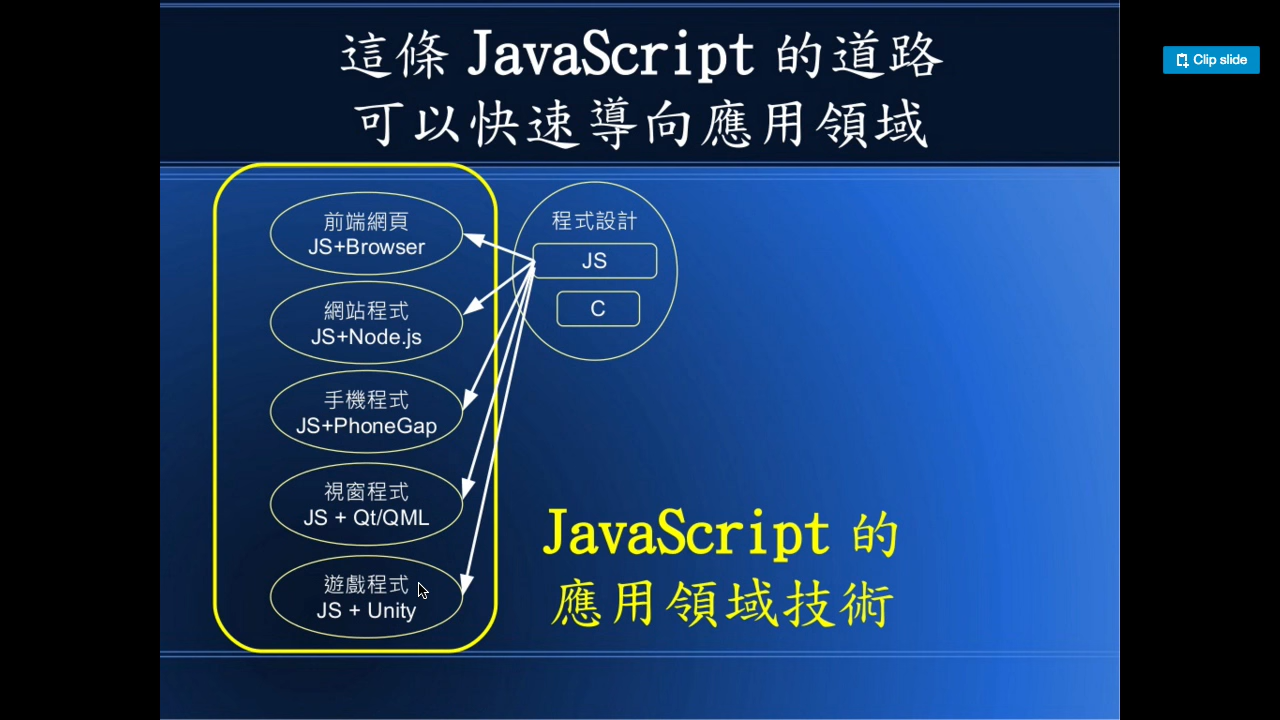 這條 JavaScript 的道路
可以快速導向應用領域
Clip slide
前端網頁
JS+Browser
網站程式
JS+Node.js
手機程式
JS+PhoneGap
視窗程式
JS + Qt/QML
遊戲程式
JS + Unity
程式設計
JS
C
JavaScript 的
應用領域技術